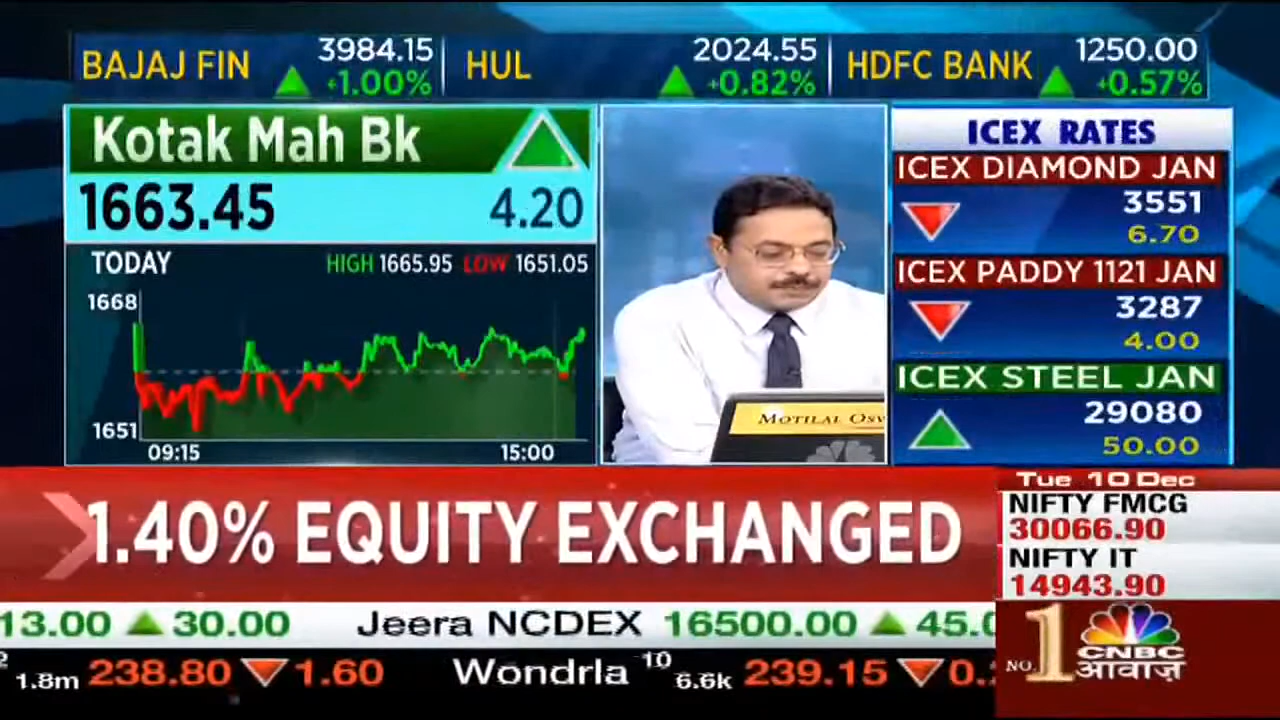 BAJAJ FIN 3984.15 +1.00%
HUL 2024.55 +0.82%
HDFC BANK 1250.00 +0.57%
Kotak Mah Bk
1663.45 4.20
TODAY HIGH 1665.95 LOW 1651.05
1668
1651
09:15 15:00
MOTILAL OSW
ICEX RATES
ICEX DIAMOND JAN
3551
6.70
ICEX PADDY 1121 JAN
3287
4.00
ICEX STEEL JAN
29080
50.00
1.40% EQUITY EXCHANGED
Tue 10 Dec
NIFTY FMCG
30066.90
NIFTY IT
14943.90
13.00 30.00 Jeera NCDEX 16500.00 45.0
2 1.8m 238.80 1.60 Wondrla 10 6.6k 239.15 0.
NO. 1 CNBC
आवाज़